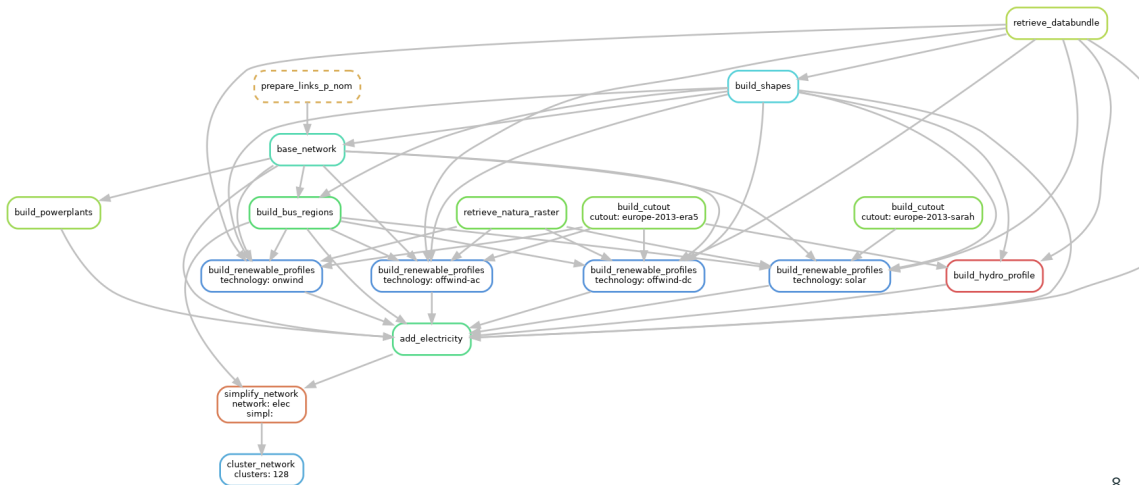 retrieve_databundle
prepare_links_p_nom
build_shapes
base_network
build_powerplants
build_bus_regions
retrieve_natura_raster
build_cutout
cutout: europe-2013-era5
build_cutout
cutout: europe-2013-sarah
build_renewable_profiles
technology: onwind
build_renewable_profiles
technology: offwind-ac
build_renewable_profiles
technology: offwind-dc
build_renewable_profiles
technology: solar
build_hydro_profile
add_electricity
simplify_network
network: elec
simpl:
cluster_network
clusters: 128
8